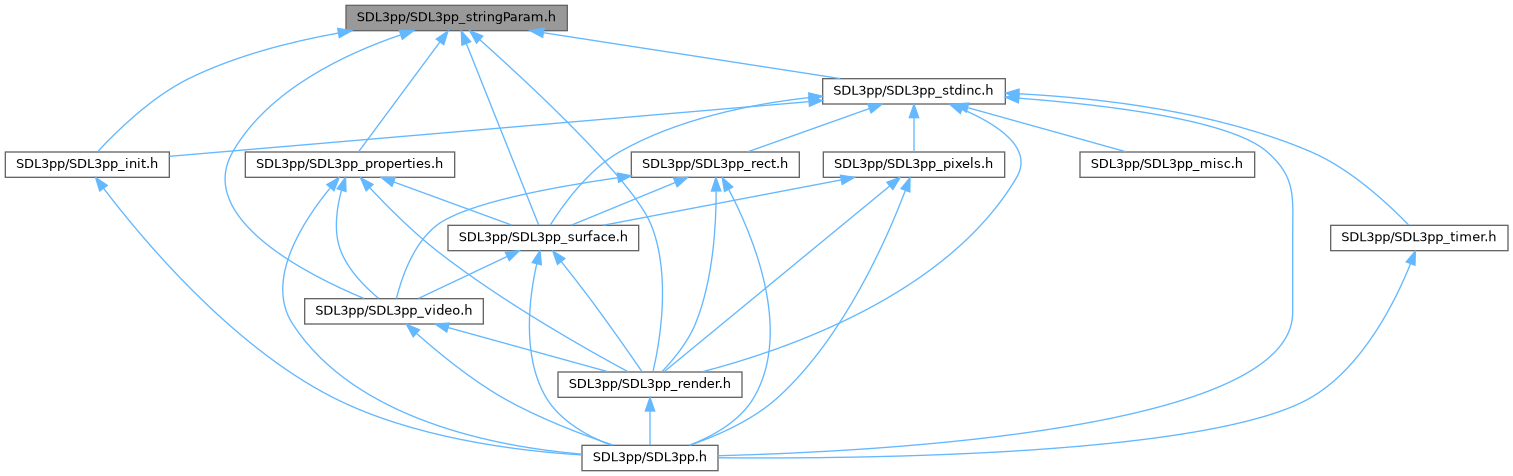 SDL3pp/SDL3pp_stringParam.h
SDL3pp/SDL3pp_stdinc.h
SDL3pp/SDL3pp_init.h
SDL3pp/SDL3pp_properties.h
SDL3pp/SDL3pp_rect.h
SDL3pp/SDL3pp_pixels.h
SDL3pp/SDL3pp_misc.h
SDL3pp/SDL3pp_surface.h
SDL3pp/SDL3pp_timer.h
SDL3pp/SDL3pp_video.h
SDL3pp/SDL3pp_render.h
SDL3pp/SDL3pp.h